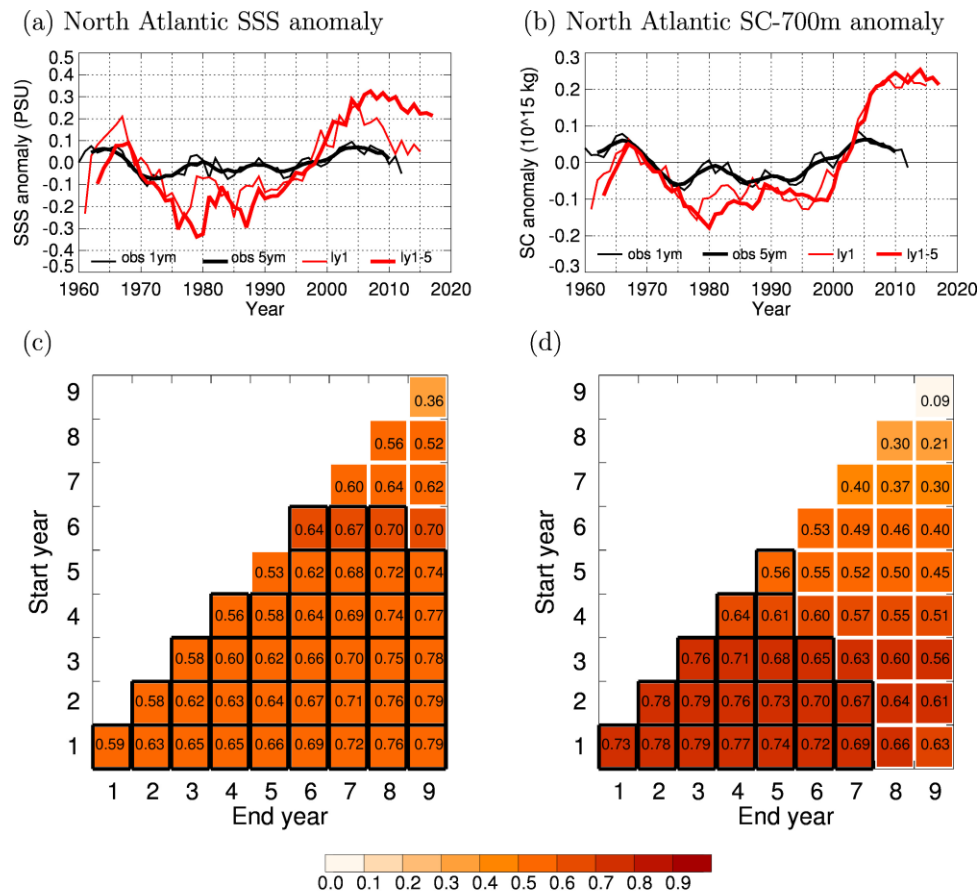 (a) North Atlantic SSS anomaly
SSS anomaly (PSU)
0.5
0.4
0.3
0.2
0.1
0.0
-0.1
-0.2
-0.3
-0.4
-0.5
obs 1ym obs 5ym ly1 ly1-5
1960 1970 1980 1990 2000 2010 2020
Year
(b) North Atlantic SC-700m anomaly
SC anomaly (10^15 kg)
0.3
0.2
0.1
0.0
-0.1
-0.2
-0.3
obs 1ym obs 5ym ly1 ly1-5
1960 1970 1980 1990 2000 2010 2020
Year
(c)
Start year
9 0.36
8 0.56 0.52
7 0.60 0.64 0.62
6 0.64 0.67 0.70 0.70
5 0.53 0.62 0.68 0.72 0.74
4 0.56 0.58 0.64 0.69 0.74 0.77
3 0.58 0.60 0.62 0.66 0.70 0.75 0.78
2 0.58 0.62 0.63 0.64 0.67 0.71 0.76 0.79
1 0.59 0.63 0.65 0.65 0.66 0.69 0.72 0.76 0.79
1 2 3 4 5 6 7 8 9
End year
(d)
Start year
9 0.09
8 0.30 0.21
7 0.40 0.37 0.30
6 0.53 0.49 0.46 0.40
5 0.56 0.55 0.52 0.50 0.45
4 0.64 0.61 0.60 0.57 0.55 0.51
3 0.76 0.71 0.68 0.65 0.63 0.60 0.56
2 0.78 0.79 0.76 0.73 0.70 0.67 0.64 0.61
1 0.73 0.78 0.79 0.77 0.74 0.72 0.69 0.66 0.63
1 2 3 4 5 6 7 8 9
End year
0.0 0.1 0.2 0.3 0.4 0.5 0.6 0.7 0.8 0.9